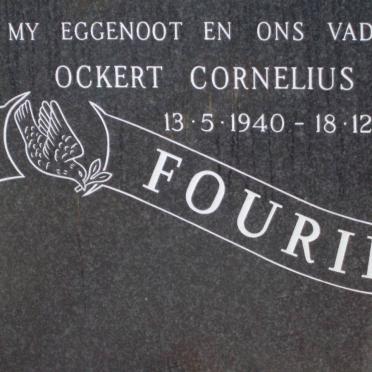 MY EGGENOOT EN ONS VAD
OCKERT CORNELIUS
13·5·1940 - 18·12
FOURI